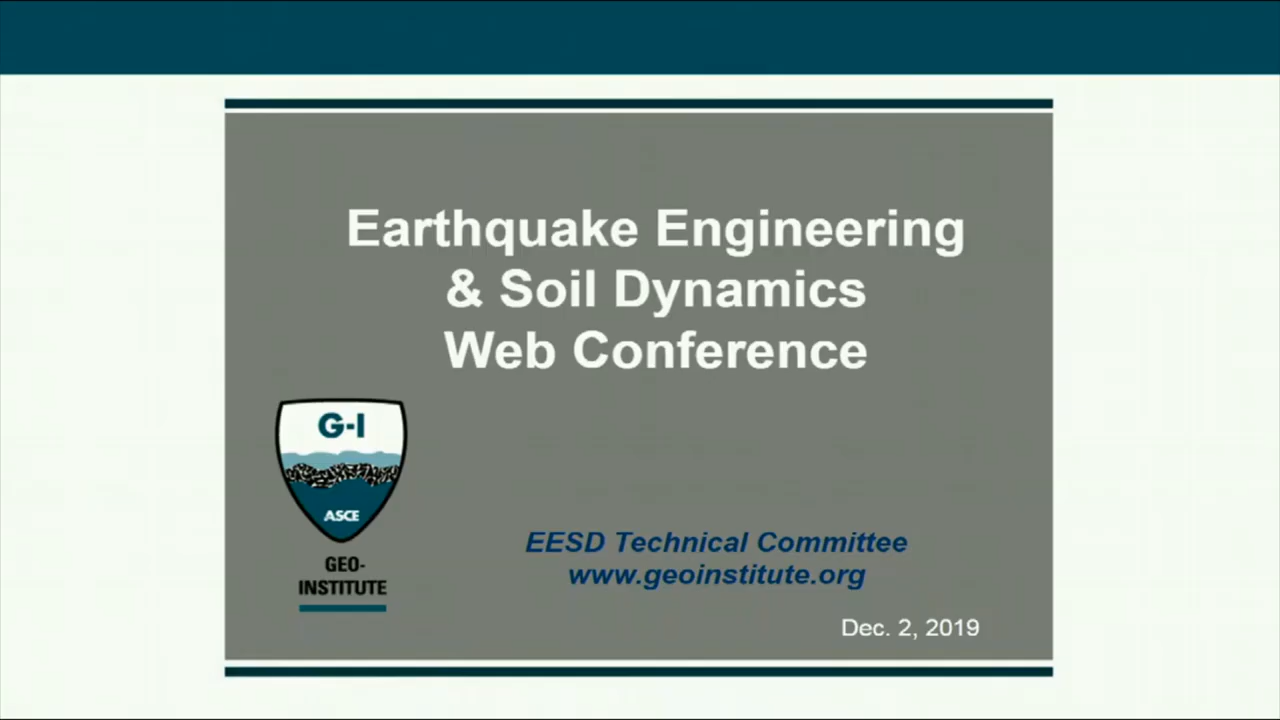 Earthquake Engineering
& Soil Dynamics
Web Conference
G-I
ASCE
GEO-
INSTITUTE
EESD Technical Committee
www.geoinstitute.org
Dec. 2, 2019